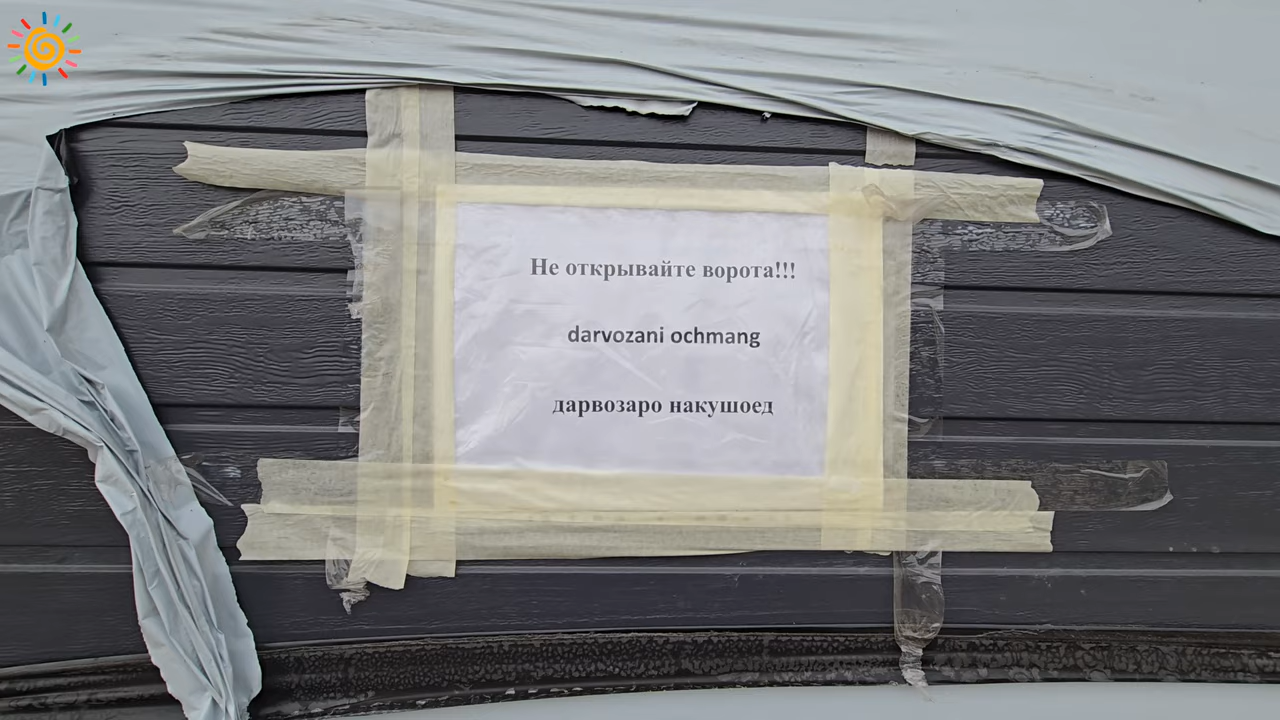 Не открывайте ворота!!!
darvozani ochmang
дарвозаро накушоед